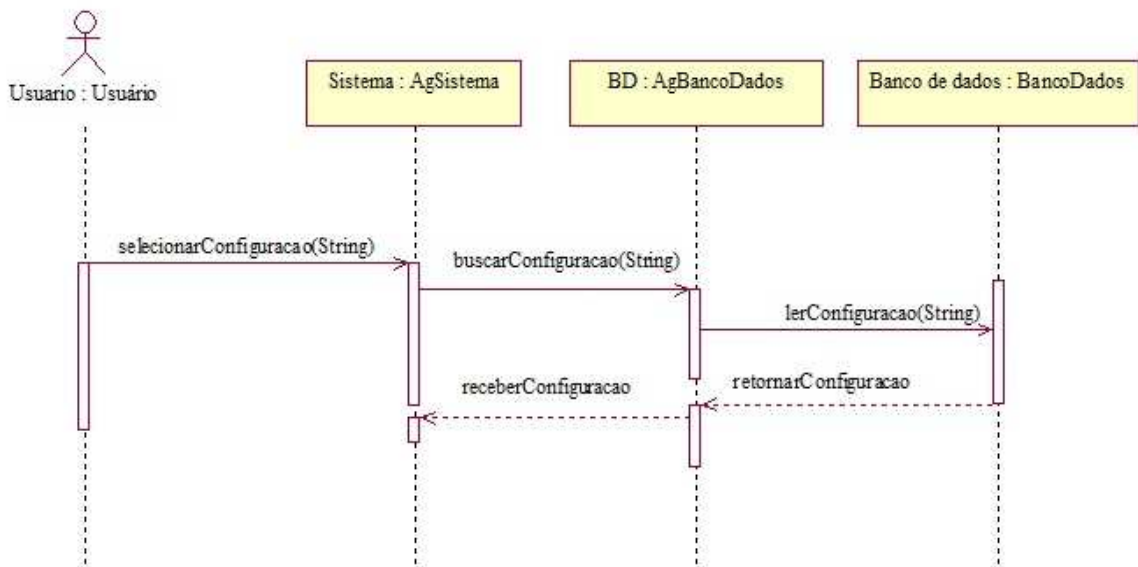 Usuario : Usuário
Sistema : AgSistema
BD : AgBancoDados
Banco de dados : BancoDados
selecionarConfiguracao(String)
buscarConfiguracao(String)
lerConfiguracao(String)
retornarConfiguracao
receberConfiguracao